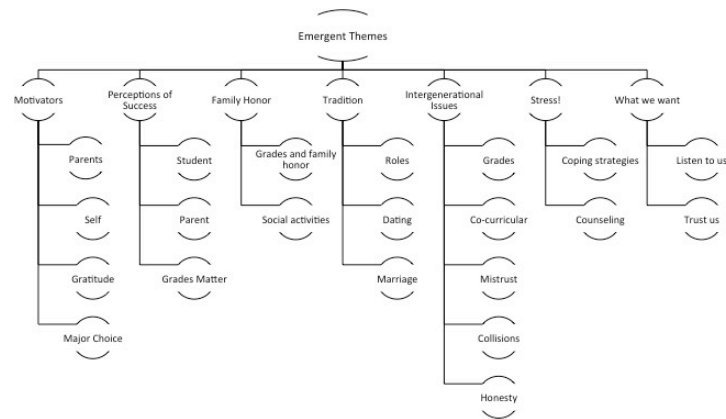 Emergent Themes
Motivators
Perceptions of
Success
Family Honor
Tradition
Intergenerational
Issues
Stress!
What we want
Parents
Self
Gratitude
Major Choice
Student
Parent
Grades Matter
Grades and family
honor
Social activities
Roles
Dating
Marriage
Grades
Co-curricular
Mistrust
Collisions
Honesty
Coping strategies
Counseling
Listen to us
Trust us